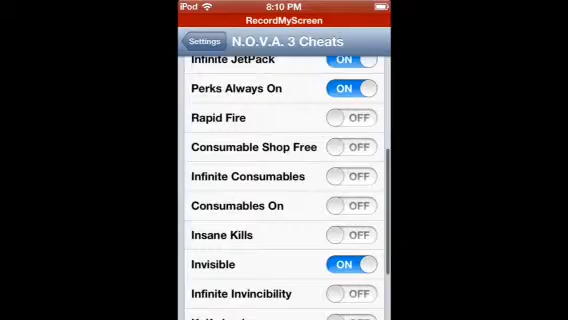 iPod 8:10 PM
RecordMyScreen
Settings N.O.V.A. 3 Cheats
Infinite JetPack ON
Perks Always On ON
Rapid Fire OFF
Consumable Shop Free OFF
Infinite Consumables OFF
Consumables On OFF
Insane Kills OFF
Invisible ON
Infinite Invincibility OFF